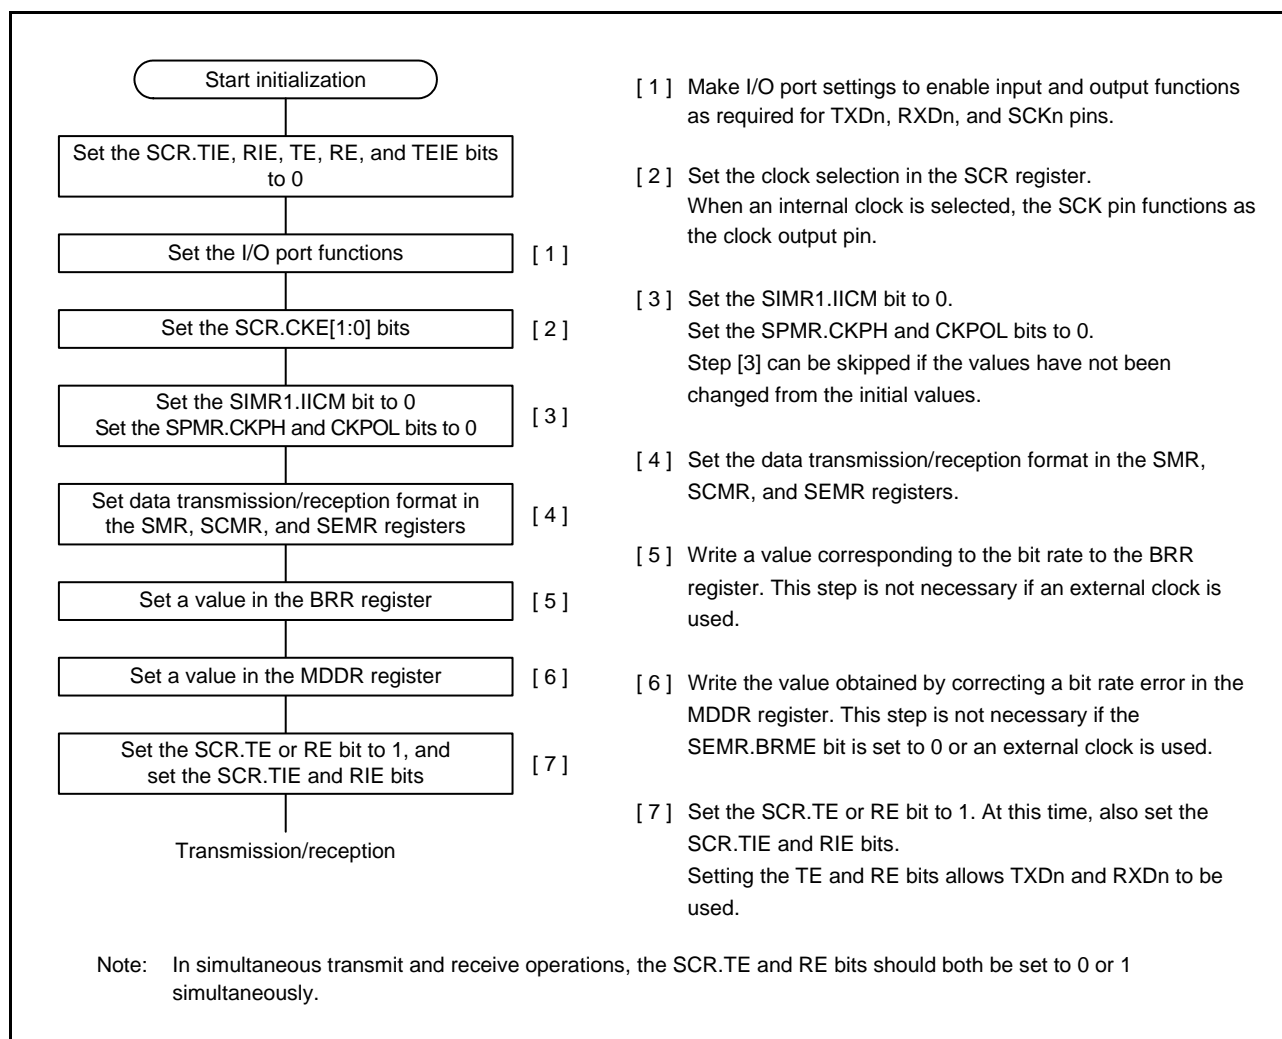 Start initialization
Set the SCR.TIE, RIE, TE, RE, and TEIE bits
to 0
Set the I/O port functions
[ 1 ]
Set the SCR.CKE[1:0] bits
[ 2 ]
Set the SIMR1.IICM bit to 0
Set the SPMR.CKPH and CKPOL bits to 0
[ 3 ]
Set data transmission/reception format in
the SMR, SCMR, and SEMR registers
[ 4 ]
Set a value in the BRR register
[ 5 ]
Set a value in the MDDR register
[ 6 ]
Set the SCR.TE or RE bit to 1, and
set the SCR.TIE and RIE bits
[ 7 ]
Transmission/reception
[ 1 ] Make I/O port settings to enable input and output functions
as required for TXDn, RXDn, and SCKn pins.
[ 2 ] Set the clock selection in the SCR register.
When an internal clock is selected, the SCK pin functions as
the clock output pin.
[ 3 ] Set the SIMR1.IICM bit to 0.
Set the SPMR.CKPH and CKPOL bits to 0.
Step [3] can be skipped if the values have not been
changed from the initial values.
[ 4 ] Set the data transmission/reception format in the SMR,
SCMR, and SEMR registers.
[ 5 ] Write a value corresponding to the bit rate to the BRR
register. This step is not necessary if an external clock is
used.
[ 6 ] Write the value obtained by correcting a bit rate error in the
MDDR register. This step is not necessary if the
SEMR.BRME bit is set to 0 or an external clock is used.
[ 7 ] Set the SCR.TE or RE bit to 1. At this time, also set the
SCR.TIE and RIE bits.
Setting the TE and RE bits allows TXDn and RXDn to be
used.
Note: In simultaneous transmit and receive operations, the SCR.TE and RE bits should both be set to 0 or 1
simultaneously.